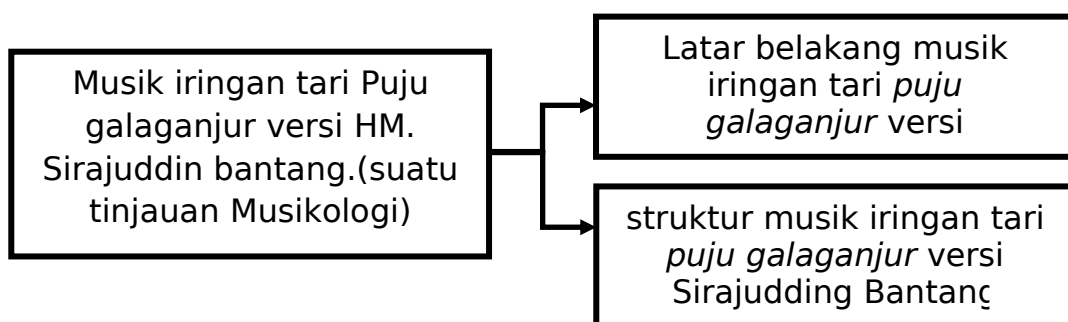 Musik iringan tari Puju
galaganjur versi HM.
Sirajuddin bantang.(suatu
tinjauan Musikologi)
Latar belakang musik
iringan tari puju
galaganjur versi
struktur musik iringan tari
puju galaganjur versi
Sirajudding Bantang